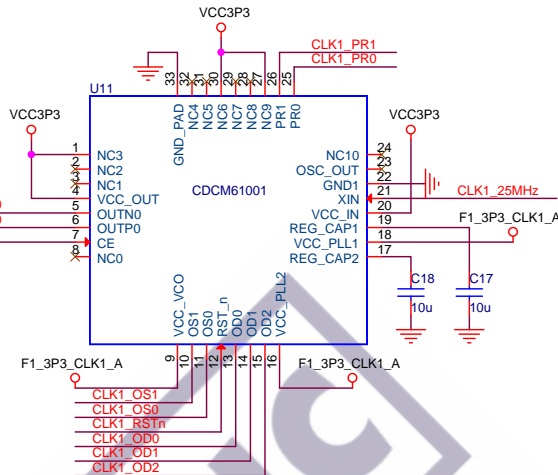 VCC3P3
CLK1_PR1
CLK1_PR0
33 32 31 30 29 28 27 26 25
U11
GND_PAD NC4 NC5 NC6 NC7 NC8 NC9 PR1 PR0
VCC3P3
VCC3P3
CDCM61001
1 NC3
2 NC2
3 NC1
4 VCC_OUT
5 OUTN0
6 OUTP0
7 CE
8 NC0
NC10 24
OSC_OUT 23
GND1 22
XIN 21
CLK1_25MHz
VCC_IN 20
REG_CAP1 19
F1_3P3_CLK1_A
VCC_PLL1 18
REG_CAP2 17
C18
10u
C17
10u
VCC_VCO OS1 OS0 RST_n OD0 OD1 OD2 VCC_PLL2
9 10 11 12 13 14 15 16
F1_3P3_CLK1_A
F1_3P3_CLK1_A
CLK1_OS1
CLK1_OS0
CLK1_RSTn
CLK1_OD0
CLK1_OD1
CLK1_OD2